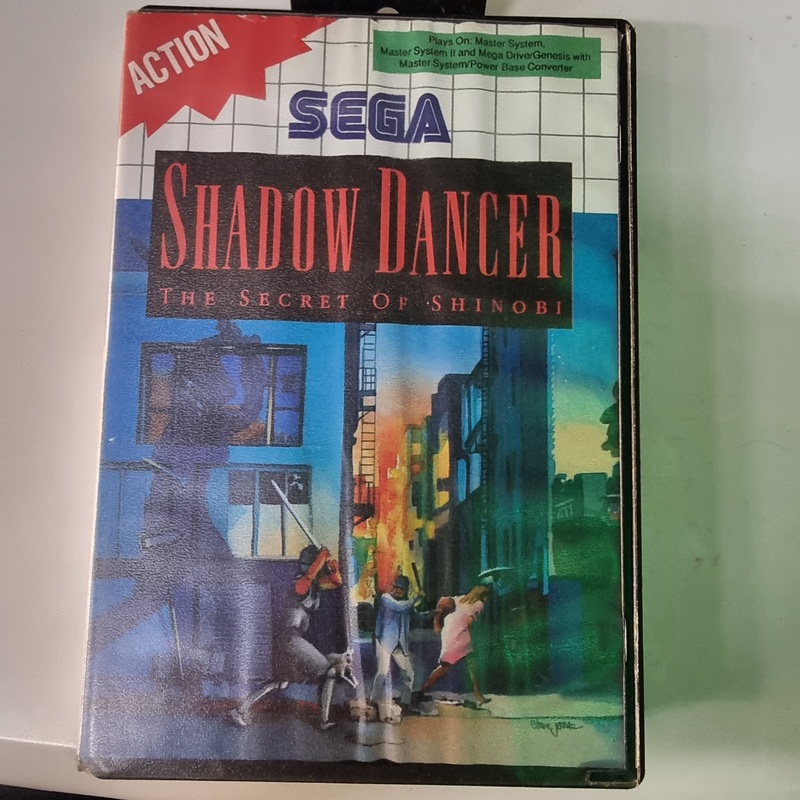 ACTION
Plays On: Master System,
Master System II and Mega Drive/Genesis with
Master System/Power Base Converter
SEGA
SHADOW DANCER
THE SECRET OF SHINOBI